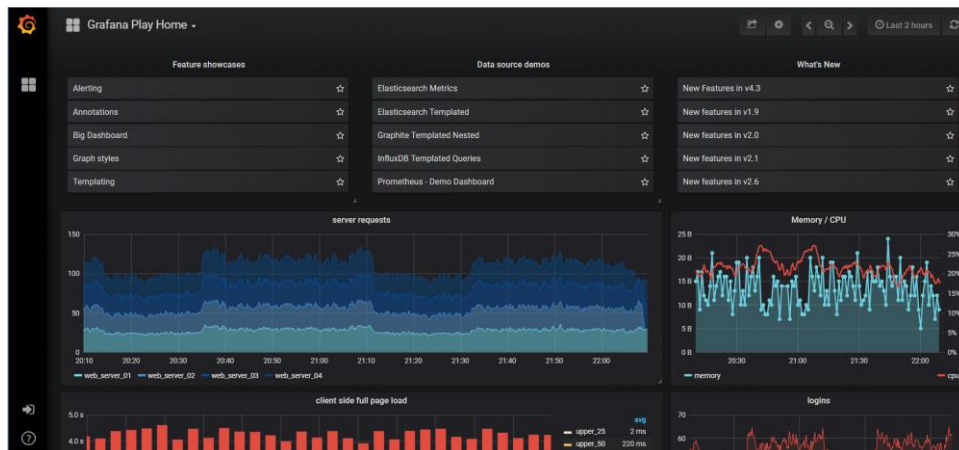 Grafana Play Home
Last 2 hours
Feature showcases
Alerting
Annotations
Big Dashboard
Graph styles
Templating
Data source demos
Elasticsearch Metrics
Elasticsearch Templated
Graphite Templated Nested
InfluxDB Templated Queries
Prometheus - Demo Dashboard
What's New
New Features in v4.3
New features in v1.9
New features in v2.0
New features in v2.1
New features in v2.6
server requests
150
100
50
0
20:10 20:20 20:30 20:40 20:50 21:00 21:10 21:20 21:30 21:40 21:50 22:00
web_server_01 web_server_02 web_server_03 web_server_04
Memory / CPU
25 B 30%
20 B 25%
15 B 20%
10 B 15%
5 B 10%
0 B 5%
0%
20:30 21:00 21:30 22:00
memory cpu
client side full page load
5.0 s
4.0 s
avg
upper_25 2 ms
upper_50 220 ms
logins
70
60